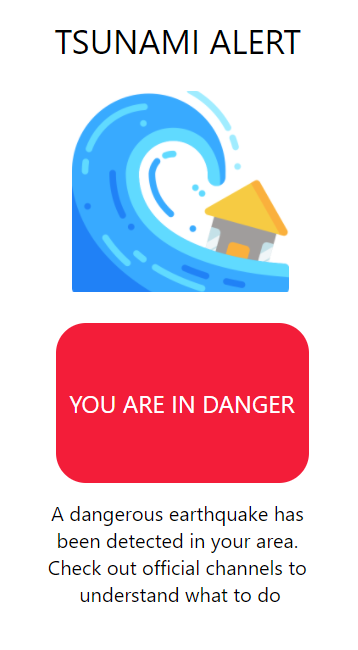 TSUNAMI ALERT
YOU ARE IN DANGER
A dangerous earthquake has
been detected in your area.
Check out official channels to
understand what to do